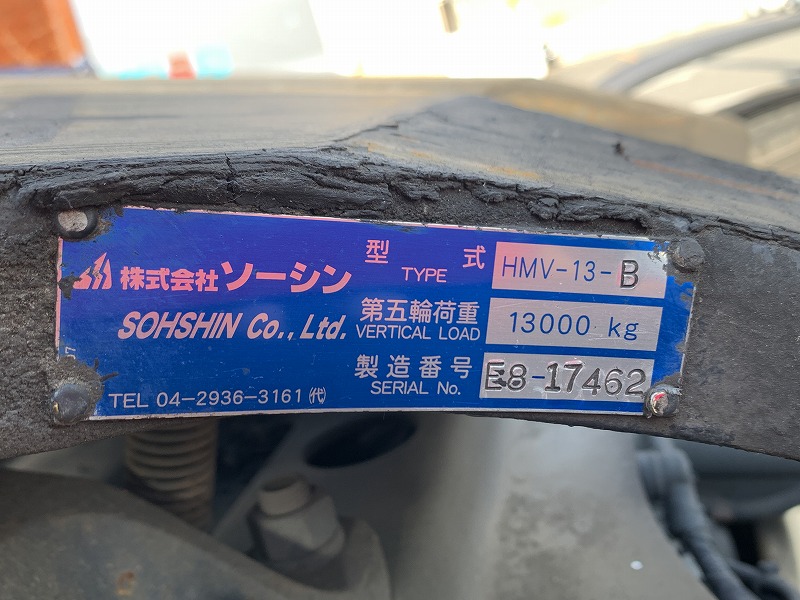 株式会社ソーシン
SOHSHIN Co., Ltd.
TEL 04-2936-3161 ㈹
型式 HMV-13-B
TYPE
第五輪荷重 13000 kg
VERTICAL LOAD
製造番号 E8-17462
SERIAL No.